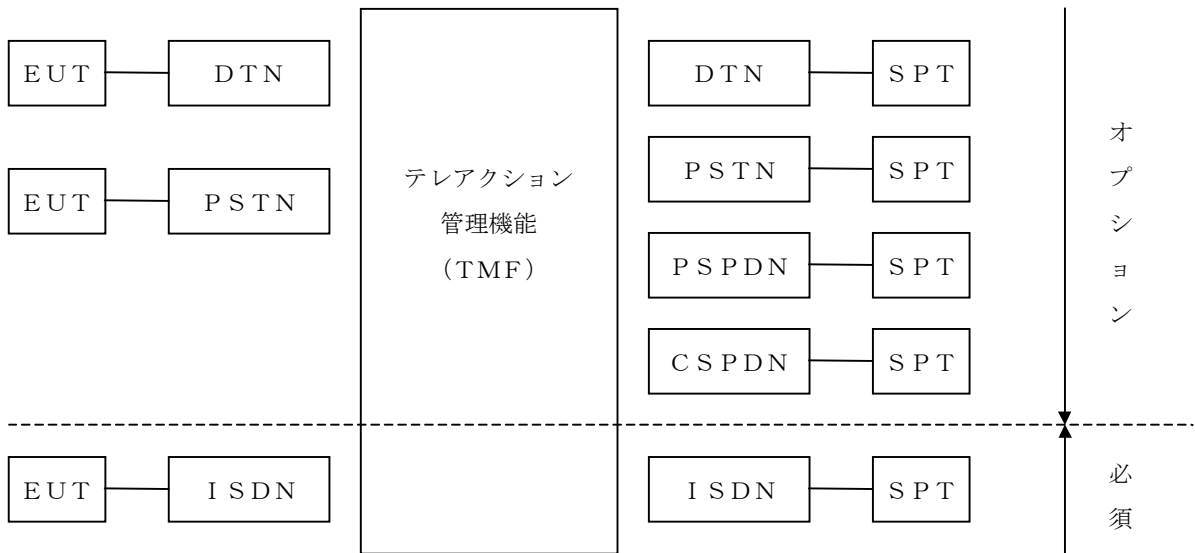 EUT DTN DTN SPT
EUT PSTN PSTN SPT
テレアクション
管理機能
（TMF）
PSPDN SPT
CSPDN SPT
オプション
EUT ISDN ISDN SPT
必須